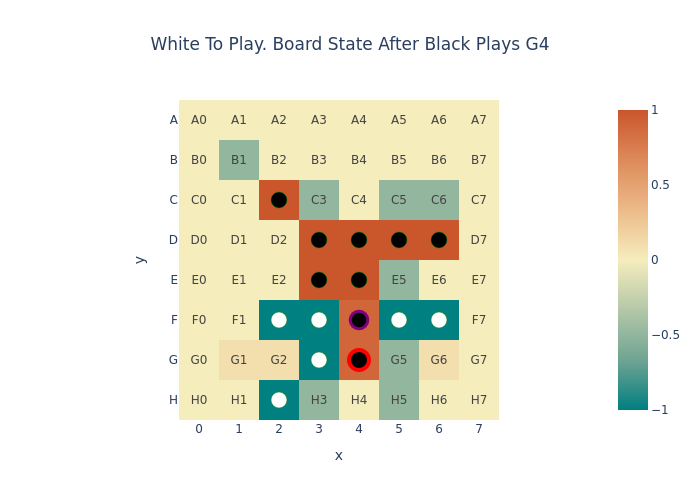 White To Play. Board State After Black Plays G4
A A0 A1 A2 A3 A4 A5 A6 A7
B B0 B1 B2 B3 B4 B5 B6 B7
C C0 C1 C3 C4 C5 C6 C7
D D0 D1 D2 D7
E E0 E1 E2 E5 E6 E7
F F0 F1 F7
G G0 G1 G2 G5 G6 G7
H H0 H1 H3 H4 H5 H6 H7
0 1 2 3 4 5 6 7
x
y
1
0.5
0
−0.5
−1